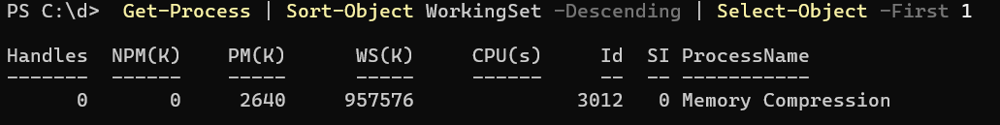 PS C:\d>  Get-Process | Sort-Object WorkingSet -Descending | Select-Object -First 1
Handles  NPM(K)    PM(K)      WS(K)     CPU(s)     Id  SI ProcessName
-------  ------    -----      -----     ------     --  -- -----------
      0       0     2640     957576              3012   0 Memory Compression